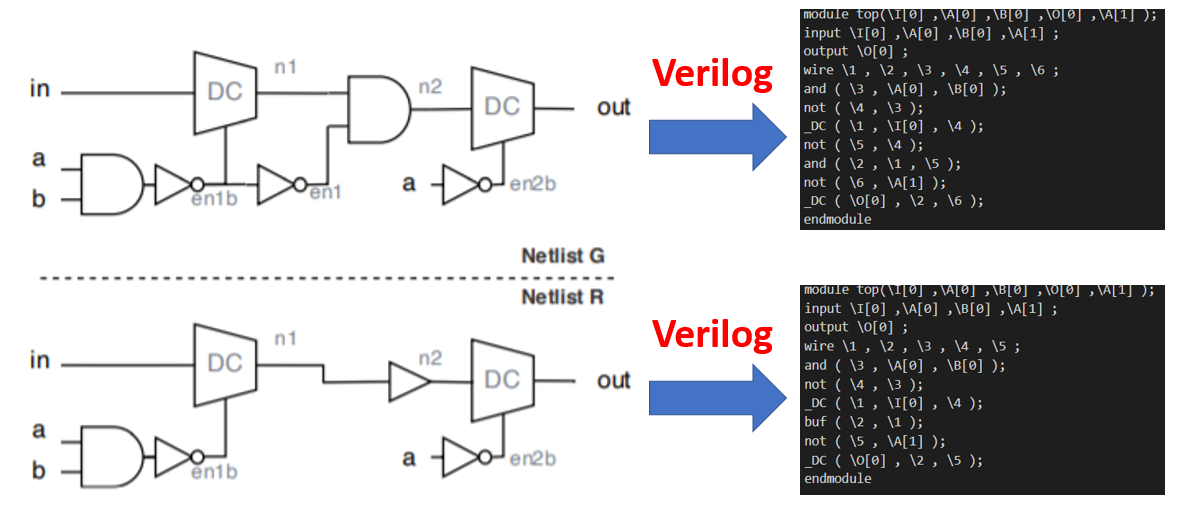 n1
n2
in
DC
DC
out
a
b
en1b
en1
a
en2b
Verilog
module top(\I[0] ,\A[0] ,\B[0] ,\O[0] ,\A[1] );
input \I[0] ,\A[0] ,\B[0] ,\A[1] ;
output \O[0] ;
wire \1 , \2 , \3 , \4 , \5 , \6 ;
and ( \3 , \A[0] , \B[0] );
not ( \4 , \3 );
_DC ( \1 , \I[0] , \4 );
not ( \5 , \4 );
and ( \2 , \1 , \5 );
not ( \6 , \A[1] );
_DC ( \O[0] , \2 , \6 );
endmodule
Netlist G
Netlist R
n1
n2
in
DC
DC
out
a
b
en1b
a
en2b
Verilog
module top(\I[0] ,\A[0] ,\B[0] ,\O[0] ,\A[1] );
input \I[0] ,\A[0] ,\B[0] ,\A[1] ;
output \O[0] ;
wire \1 , \2 , \3 , \4 , \5 ;
and ( \3 , \A[0] , \B[0] );
not ( \4 , \3 );
_DC ( \1 , \I[0] , \4 );
buf ( \2 , \1 );
not ( \5 , \A[1] );
_DC ( \O[0] , \2 , \5 );
endmodule